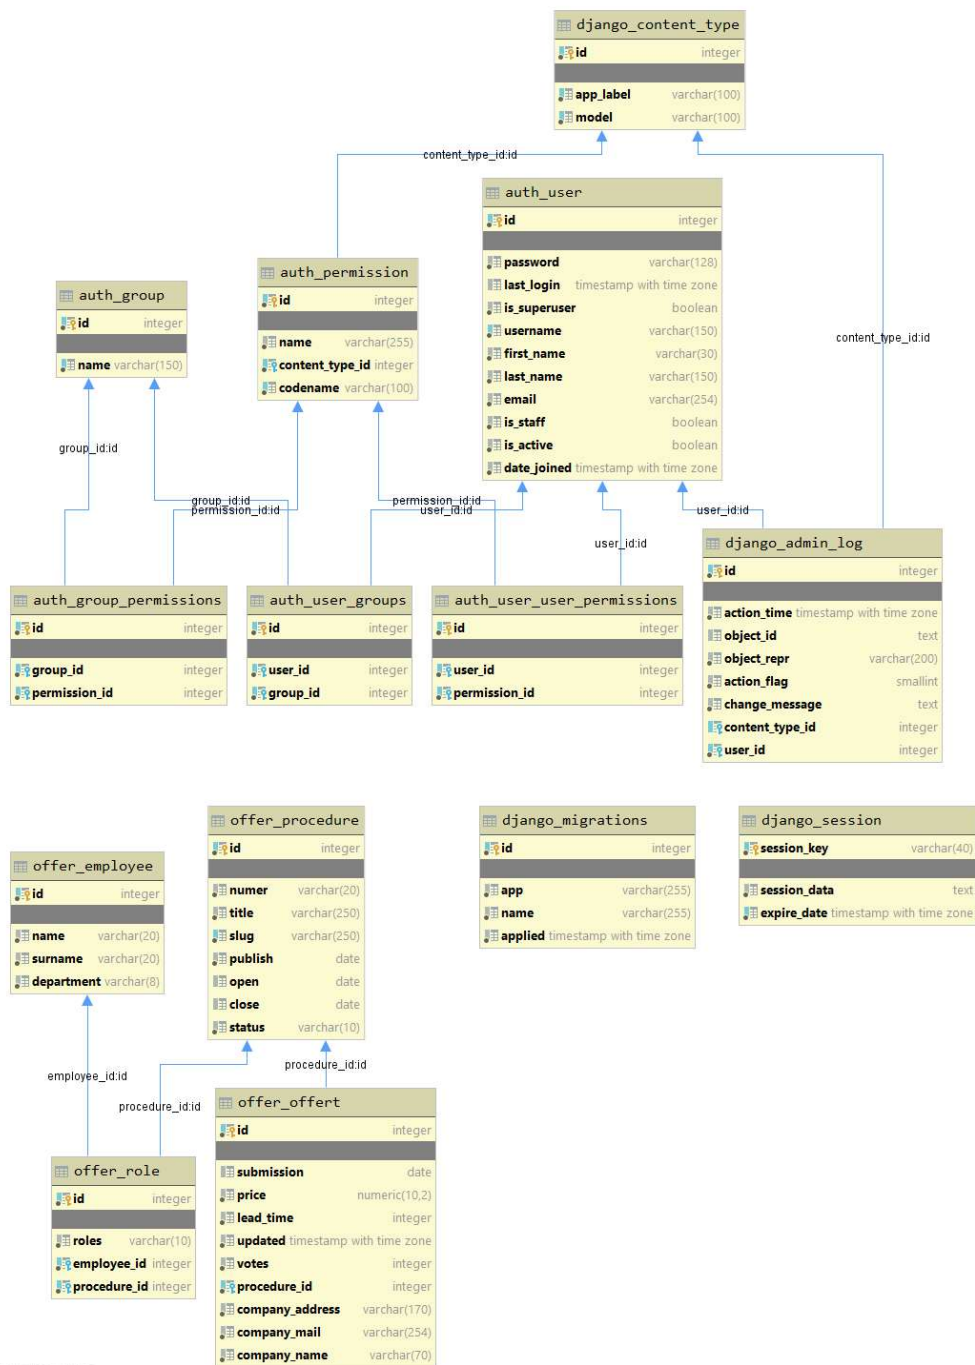 django_content_type
id integer
app_label varchar(100)
model varchar(100)
content_type_id:id
auth_user
id integer
password varchar(128)
last_login timestamp with time zone
is_superuser boolean
username varchar(150)
first_name varchar(30)
last_name varchar(150)
email varchar(254)
is_staff boolean
is_active boolean
date_joined timestamp with time zone
auth_permission
id integer
name varchar(255)
content_type_id integer
codename varchar(100)
auth_group
id integer
name varchar(150)
content_type_id:id
group_id:id
group_id:id
permission_id:id
permission_id:id
user_id:id
user_id:id
user_id:id
auth_group_permissions
id integer
group_id integer
permission_id integer
auth_user_groups
id integer
user_id integer
group_id integer
auth_user_user_permissions
id integer
user_id integer
permission_id integer
django_admin_log
id integer
action_time timestamp with time zone
object_id text
object_repr varchar(200)
action_flag smallint
change_message text
content_type_id integer
user_id integer
offer_employee
id integer
name varchar(20)
surname varchar(20)
department varchar(8)
offer_procedure
id integer
numer varchar(20)
title varchar(250)
slug varchar(250)
publish date
open date
close date
status varchar(10)
django_migrations
id integer
app varchar(255)
name varchar(255)
applied timestamp with time zone
django_session
session_key varchar(40)
session_data text
expire_date timestamp with time zone
employee_id:id
procedure_id:id
procedure_id:id
offer_role
id integer
roles varchar(10)
employee_id integer
procedure_id integer
offer_offert
id integer
submission date
price numeric(10,2)
lead_time integer
updated timestamp with time zone
votes integer
procedure_id integer
company_address varchar(170)
company_mail varchar(254)
company_name varchar(70)